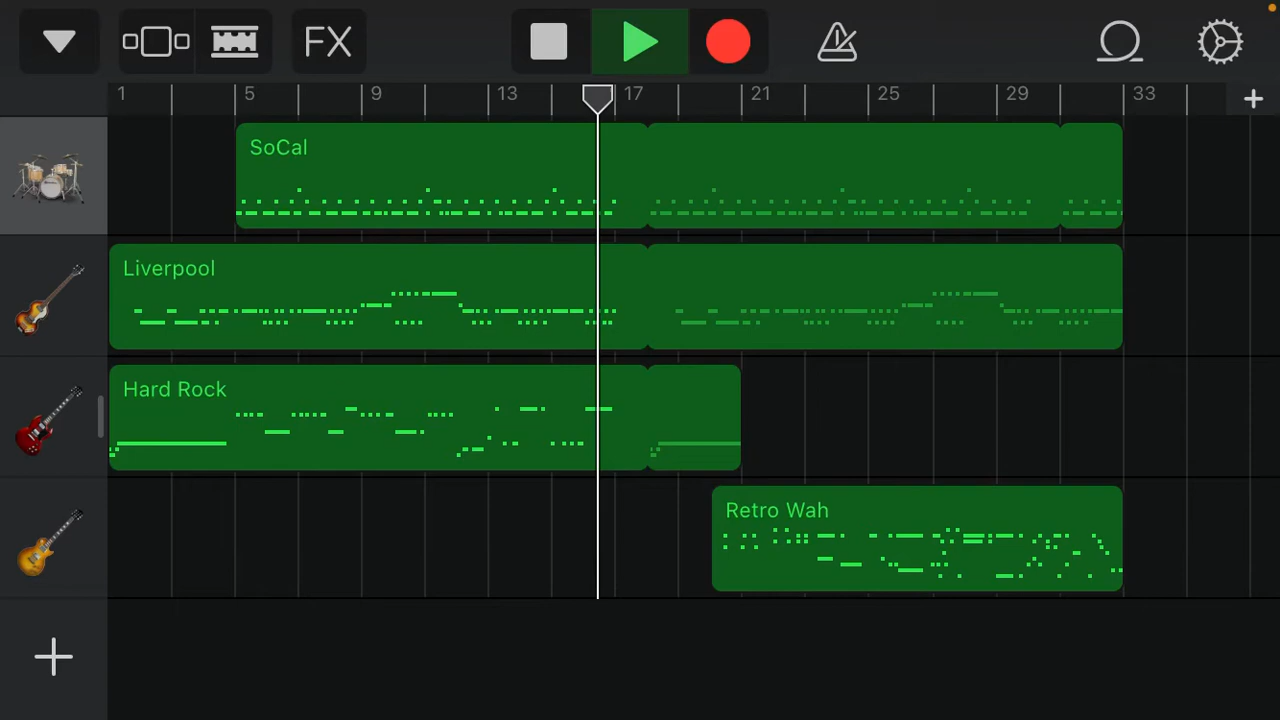 FX
1 5 9 13 17 21 25 29 33
SoCal
Liverpool
Hard Rock
Retro Wah